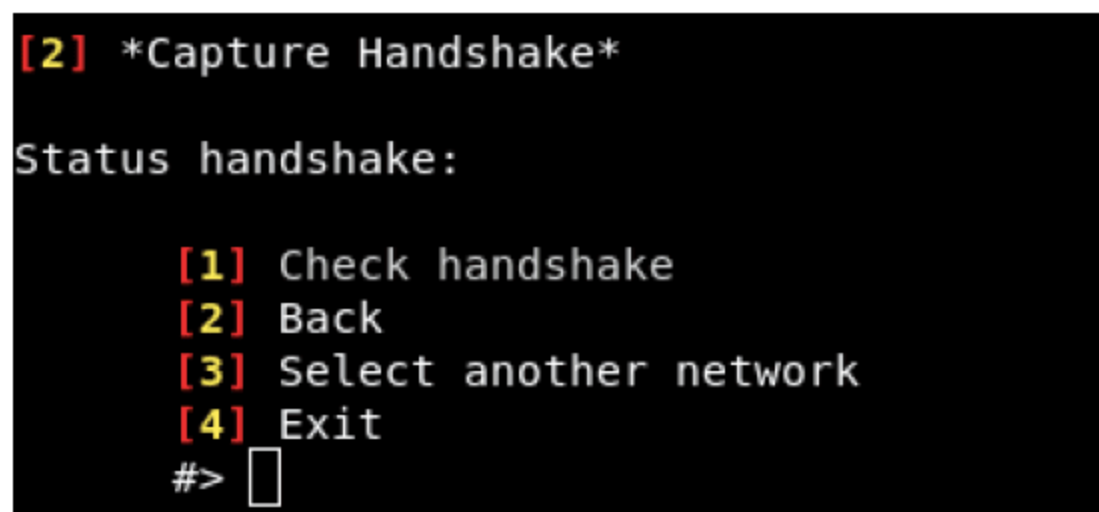 [2] *Capture Handshake*
Status handshake:
[1] Check handshake
[2] Back
[3] Select another network
[4] Exit
#>